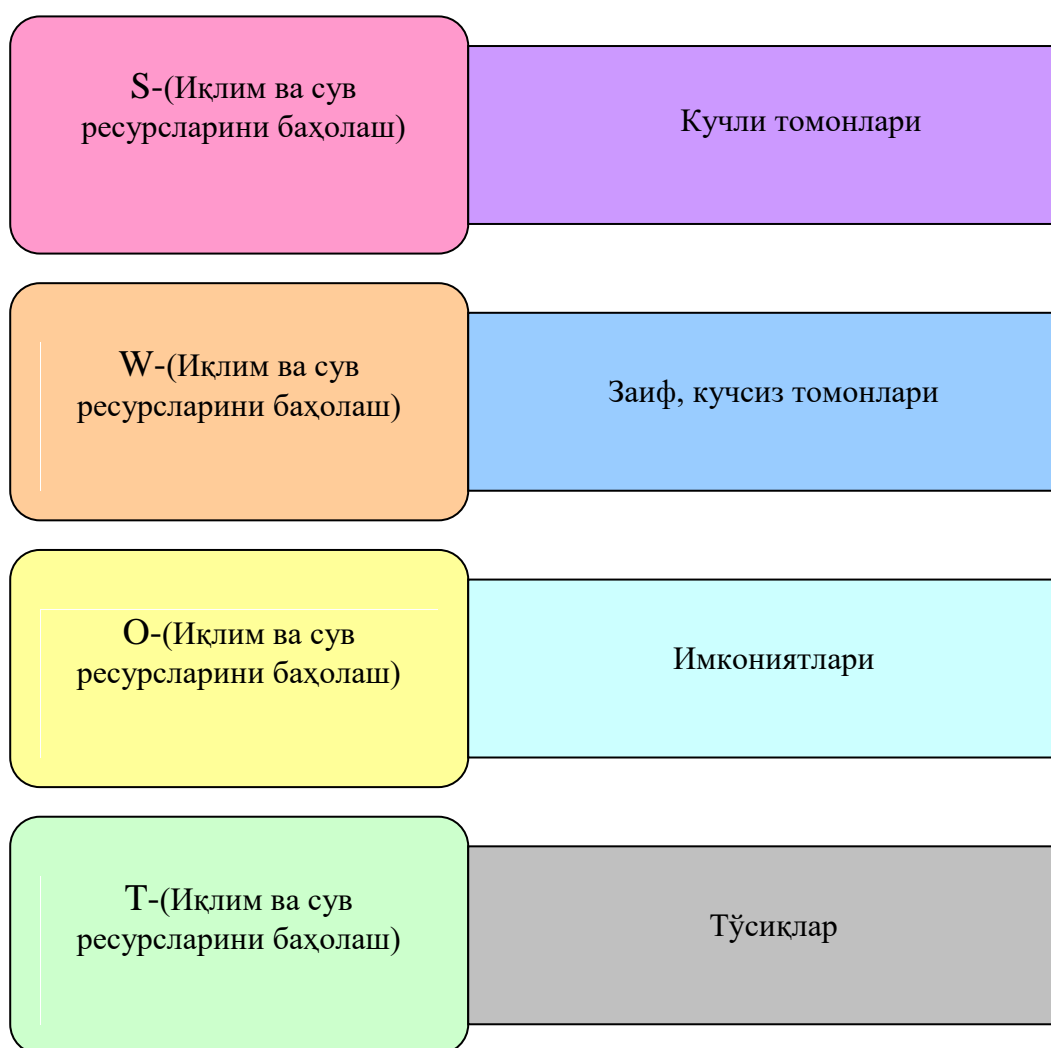 S-(Иқлим ва сув
ресурсларини баҳолаш)
Кучли томонлари
W-(Иқлим ва сув
ресурсларини баҳолаш)
Заиф, кучсиз томонлари
O-(Иқлим ва сув
ресурсларини баҳолаш)
Имкониятлари
T-(Иқлим ва сув
ресурсларини баҳолаш)
Тўсиқлар